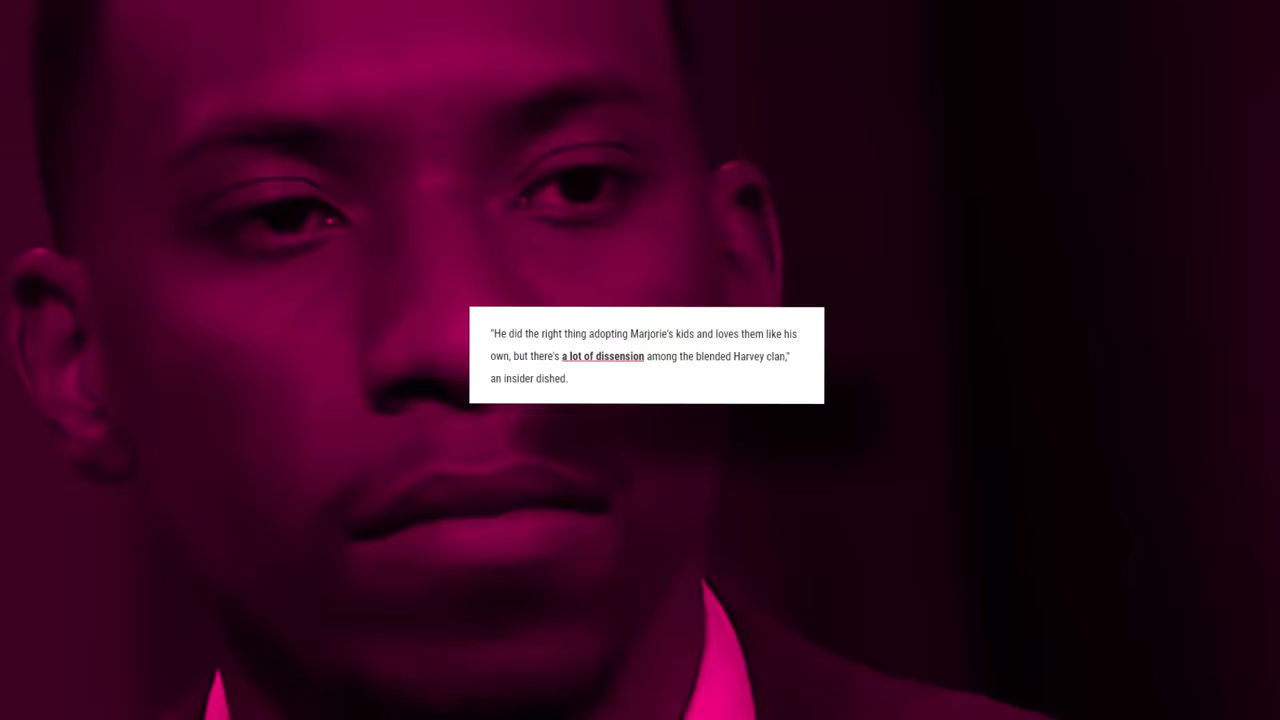 "He did the right thing adopting Marjorie's kids and loves them like his
own, but there's a lot of dissension among the blended Harvey clan,"
an insider dished.